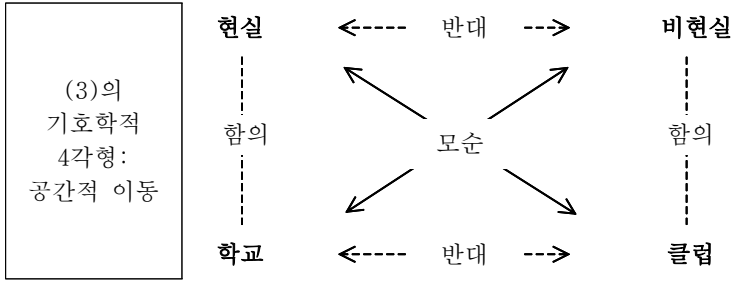 현실 반대 비현실
(3)의
기호학적
4각형:
공간적 이동
함의 모순 함의
학교 반대 클럽